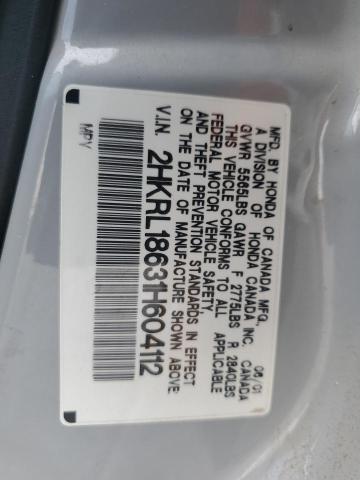 MFD. BY HONDA OF CANADA MFG.,
A DIVISION OF HONDA CANADA INC. 06/01
GVWR 5565LBS GAWR F 2775LBS R 2840LBS
THIS VEHICLE CONFORMS TO ALL APPLICABLE
FEDERAL MOTOR VEHICLE SAFETY, CANADA
AND THEFT PREVENTION STANDARDS IN EFFECT
ON THE DATE OF MANUFACTURE SHOWN ABOVE.
V.I.N. 2HKRL18631H604112
MPV